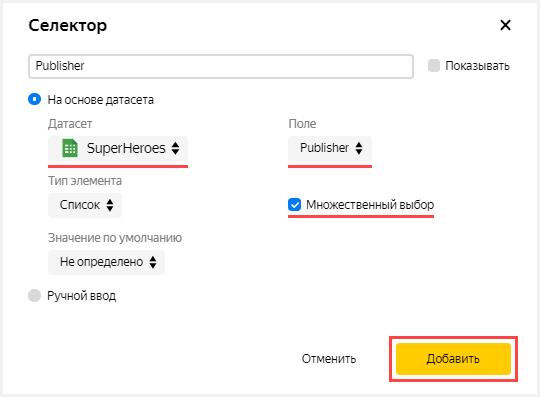 Селектор
Publisher
Показывать
На основе датасета
Датасет
Поле
SuperHeroes
Publisher
Тип элемента
Список
Множественный выбор
Значение по умолчанию
Не определено
Ручной ввод
Отменить
Добавить